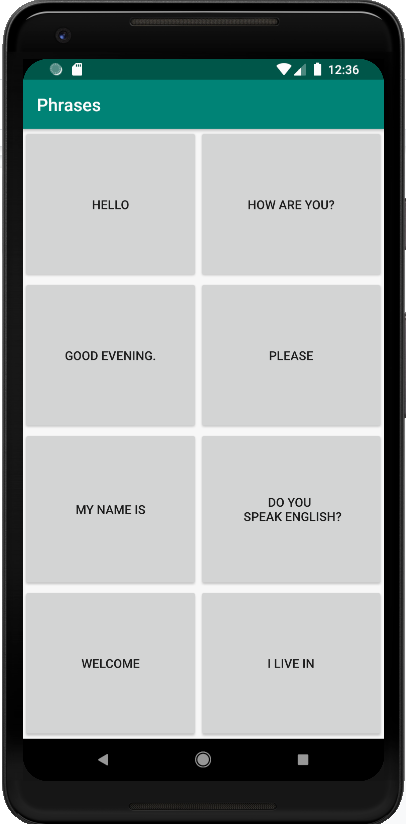 12:36
Phrases
HELLO
HOW ARE YOU?
GOOD EVENING.
PLEASE
MY NAME IS
DO YOU
SPEAK ENGLISH?
WELCOME
I LIVE IN